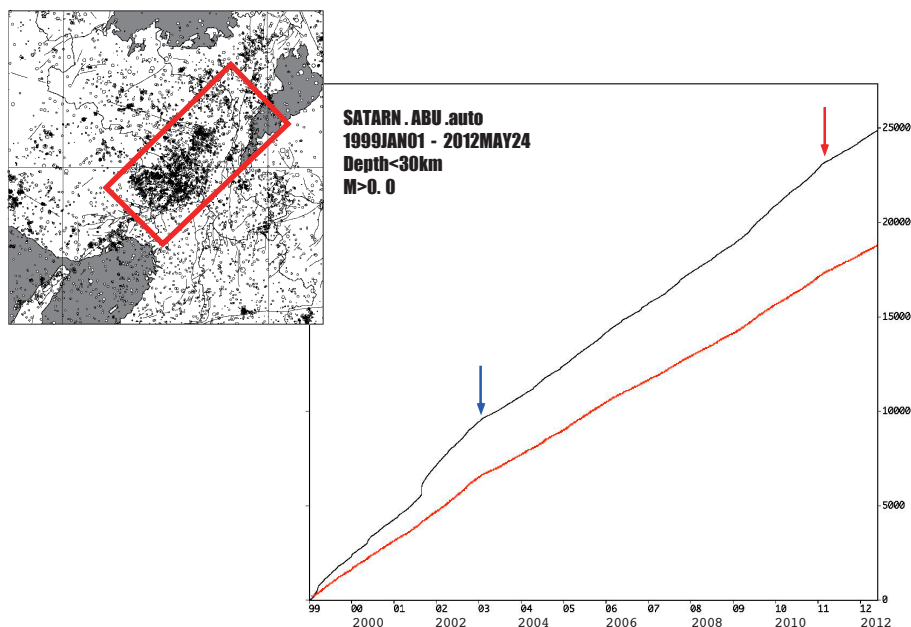 SATARN . ABU .auto
1999JAN01 - 2012MAY24
Depth<30km
M>0. 0
25000
20000
15000
10000
5000
0
99 00 01 02 03 04 05 06 07 08 09 10 11 12
2000 2002 2004 2006 2008 2010 2012